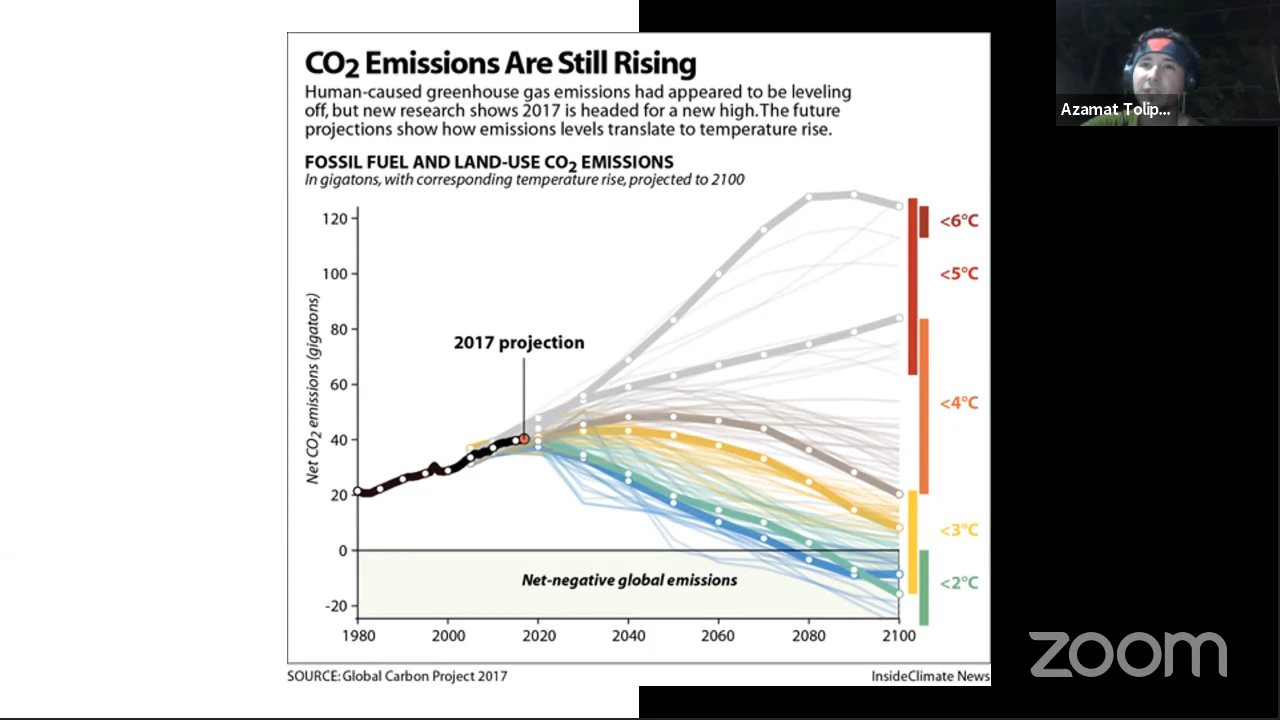 CO2 Emissions Are Still Rising
Human-caused greenhouse gas emissions had appeared to be leveling
off, but new research shows 2017 is headed for a new high. The future
projections show how emissions levels translate to temperature rise.
FOSSIL FUEL AND LAND-USE CO2 EMISSIONS
In gigatons, with corresponding temperature rise, projected to 2100
Net CO2 emissions (gigatons)
120
100
80
60
40
20
0
-20
2017 projection
Net-negative global emissions
<6°C
<5°C
<4°C
<3°C
<2°C
1980 2000 2020 2040 2060 2080 2100
SOURCE: Global Carbon Project 2017
InsideClimate News
Azamat Tolip...
zoom